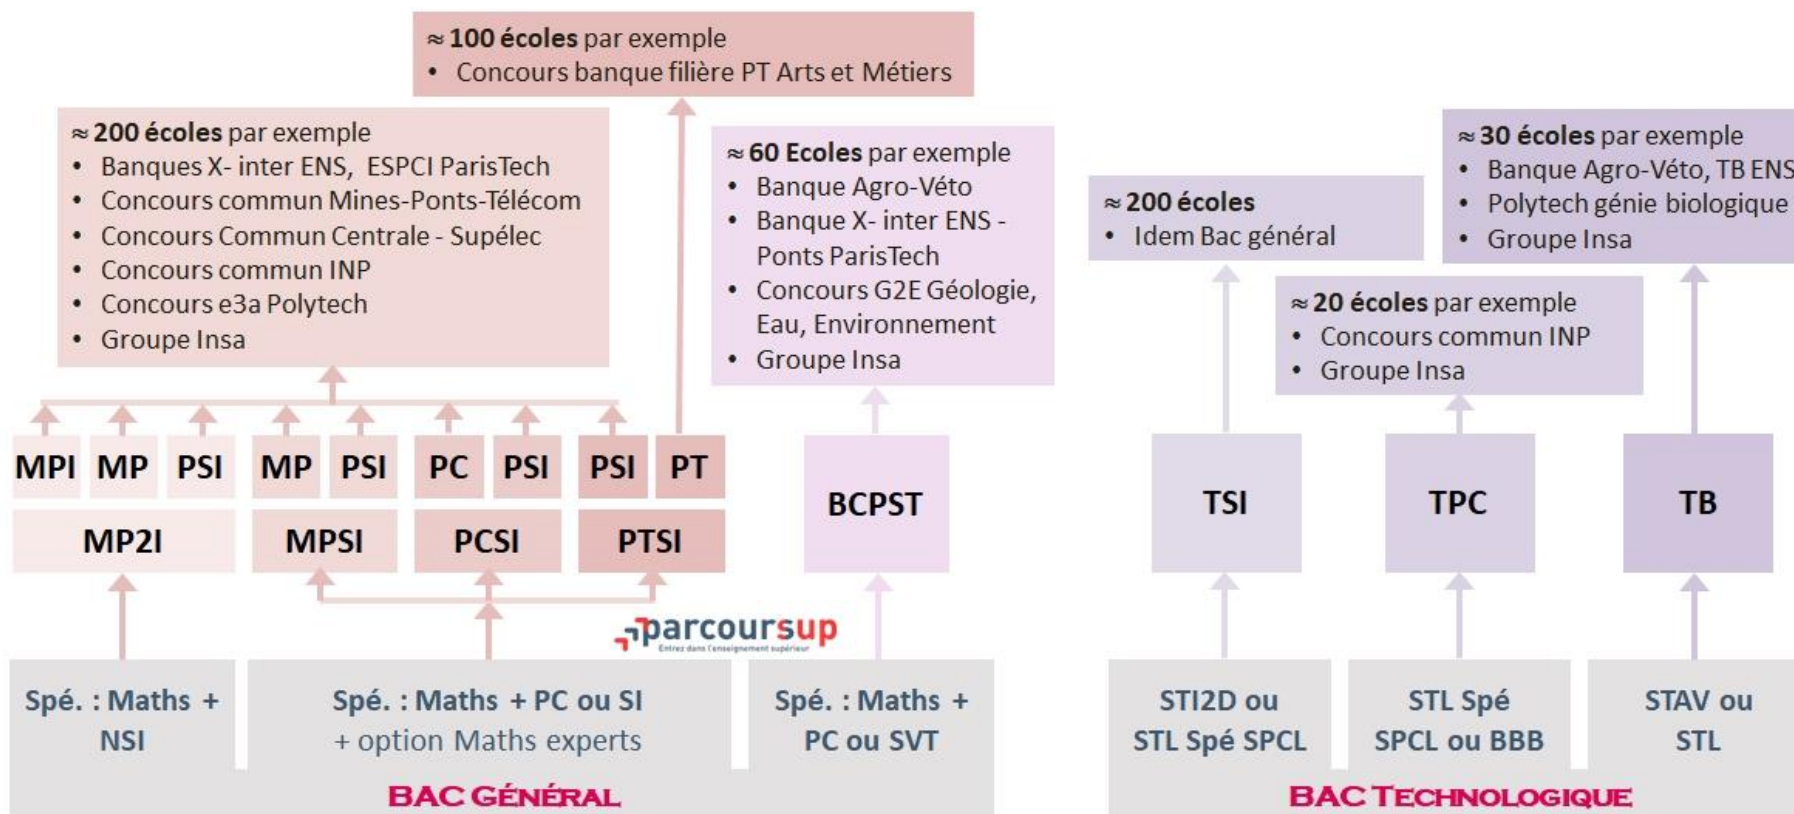 ≈ 100 écoles par exemple
• Concours banque filière PT Arts et Métiers
≈ 200 écoles par exemple
• Banques X- inter ENS, ESPCI ParisTech
• Concours commun Mines-Ponts-Télécom
• Concours Commun Centrale - Supélec
• Concours commun INP
• Concours e3a Polytech
• Groupe Insa
≈ 60 Ecoles par exemple
• Banque Agro-Véto
• Banque X- inter ENS -
Ponts ParisTech
• Concours G2E Géologie,
Eau, Environnement
• Groupe Insa
≈ 200 écoles
• Idem Bac général
≈ 30 écoles par exemple
• Banque Agro-Véto, TB ENS
• Polytech génie biologique
• Groupe Insa
≈ 20 écoles par exemple
• Concours commun INP
• Groupe Insa
MPI MP PSI MP PSI PC PSI PSI PT
MP2I MPSI PCSI PTSI
BCPST
TSI
TPC
TB
parcoursup
Entrez dans l'enseignement supérieur
Spé. : Maths +
NSI
Spé. : Maths + PC ou SI
+ option Maths experts
Spé. : Maths +
PC ou SVT
BAC GÉNÉRAL
STI2D ou
STL Spé SPCL
STL Spé
SPCL ou BBB
STAV ou
STL
BAC TECHNOLOGIQUE